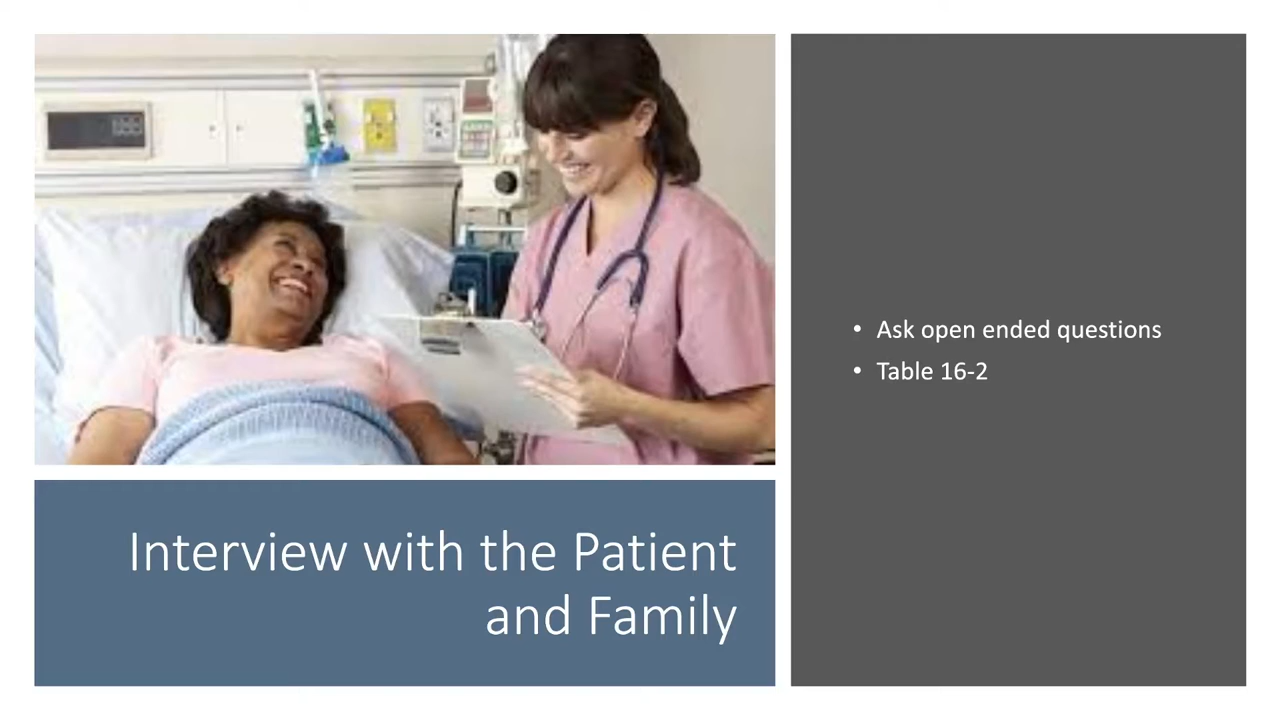 Interview with the Patient
and Family
• Ask open ended questions
• Table 16-2